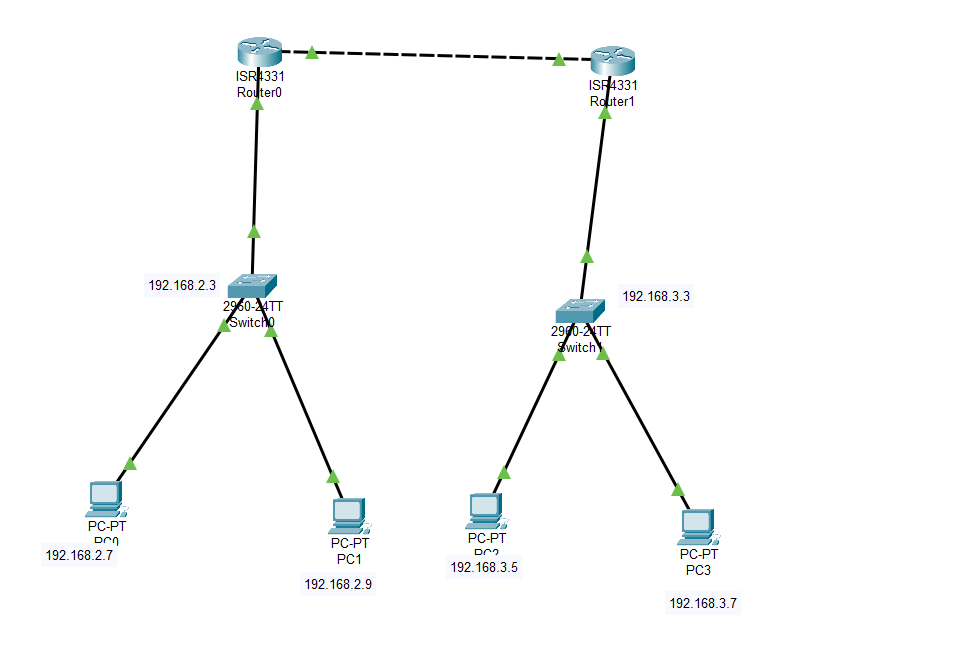 ISR4331
Router0
ISR4331
Router1
192.168.2.3
2960-24TT
Switch0
192.168.3.3
2960-24TT
Switch1
PC-PT
PC0
192.168.2.7
PC-PT
PC1
192.168.2.9
PC-PT
PC2
192.168.3.5
PC-PT
PC3
192.168.3.7